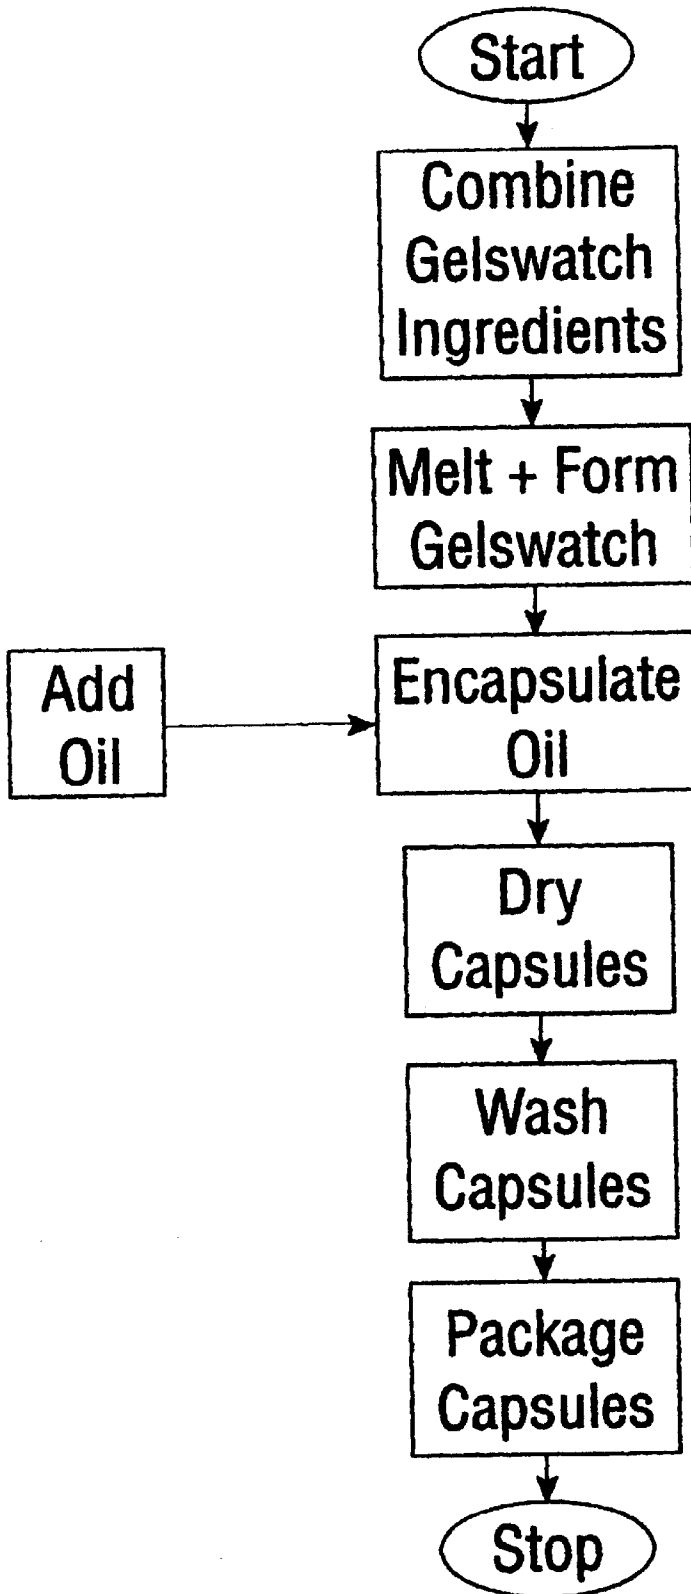 Start
Combine
Gelswatch
Ingredients
Melt + Form
Gelswatch
Add
Oil
Encapsulate
Oil
Dry
Capsules
Wash
Capsules
Package
Capsules
Stop